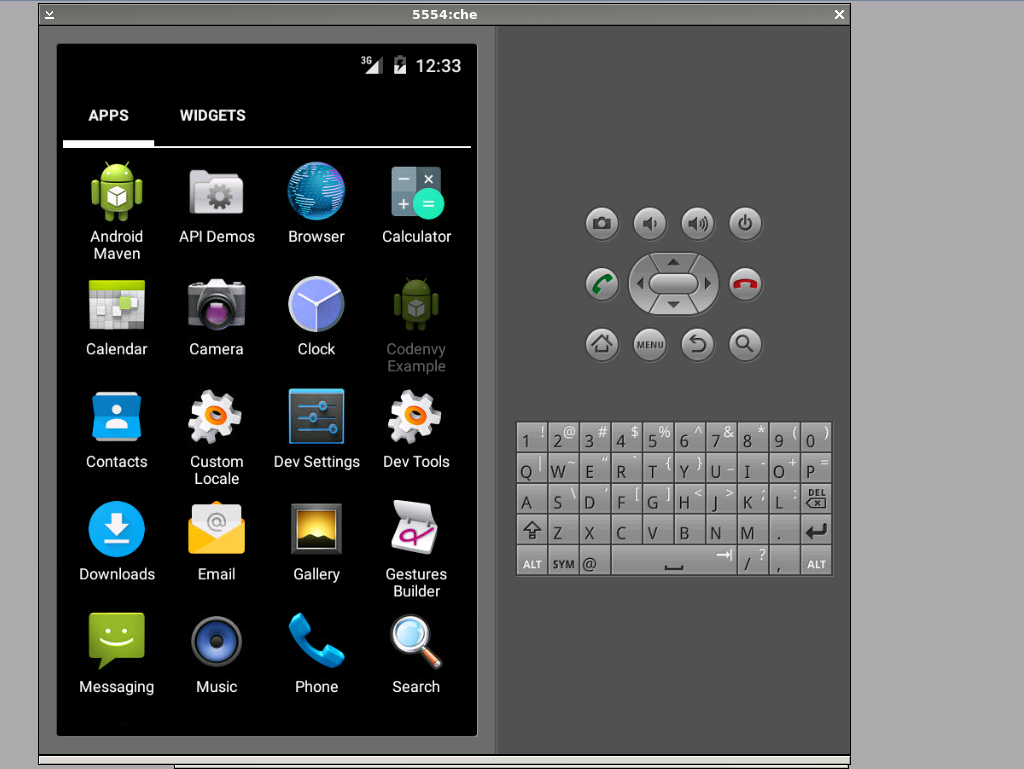 5554:che
3G 12:33
APPS WIDGETS
Android Maven
API Demos
Browser
Calculator
Calendar
Camera
Clock
Codenvy Example
Contacts
Custom Locale
Dev Settings
Dev Tools
Downloads
Email
Gallery
Gestures Builder
Messaging
Music
Phone
Search
MENU
1 ! 2 @ 3 # 4 $ 5 % 6 ^ 7 & 8 * 9 ( 0 )
Q | W ~ E “ R ` T { Y } U _ I - O + P =
A S \ D ‘ F [ G ] H < J > K ; L : DEL
Z X C V B N M .
ALT SYM @ / ? , ALT